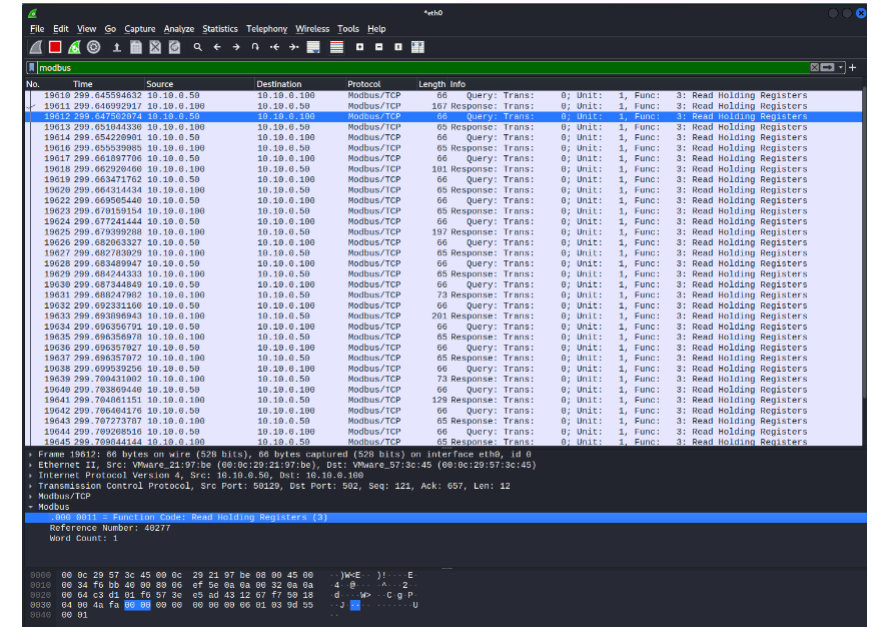 *eth0
File Edit View Go Capture Analyze Statistics Telephony Wireless Tools Help
modbus
No. Time Source Destination Protocol Length Info
19610 299.645594632 10.10.0.50 10.10.0.100 Modbus/TCP 66 Query: Trans: 0; Unit: 1, Func: 3: Read Holding Registers
19611 299.646992917 10.10.0.100 10.10.0.50 Modbus/TCP 167 Response: Trans: 0; Unit: 1, Func: 3: Read Holding Registers
19612 299.647502074 10.10.0.50 10.10.0.100 Modbus/TCP 66 Query: Trans: 0; Unit: 1, Func: 3: Read Holding Registers
19613 299.651044330 10.10.0.100 10.10.0.50 Modbus/TCP 65 Response: Trans: 0; Unit: 1, Func: 3: Read Holding Registers
19614 299.654220901 10.10.0.50 10.10.0.100 Modbus/TCP 66 Query: Trans: 0; Unit: 1, Func: 3: Read Holding Registers
19616 299.655539085 10.10.0.100 10.10.0.50 Modbus/TCP 65 Response: Trans: 0; Unit: 1, Func: 3: Read Holding Registers
19617 299.661897706 10.10.0.50 10.10.0.100 Modbus/TCP 66 Query: Trans: 0; Unit: 1, Func: 3: Read Holding Registers
19618 299.662920460 10.10.0.100 10.10.0.50 Modbus/TCP 101 Response: Trans: 0; Unit: 1, Func: 3: Read Holding Registers
19619 299.663471762 10.10.0.50 10.10.0.100 Modbus/TCP 66 Query: Trans: 0; Unit: 1, Func: 3: Read Holding Registers
19620 299.664314434 10.10.0.100 10.10.0.50 Modbus/TCP 65 Response: Trans: 0; Unit: 1, Func: 3: Read Holding Registers
19622 299.669505440 10.10.0.50 10.10.0.100 Modbus/TCP 66 Query: Trans: 0; Unit: 1, Func: 3: Read Holding Registers
19623 299.670159154 10.10.0.100 10.10.0.50 Modbus/TCP 65 Response: Trans: 0; Unit: 1, Func: 3: Read Holding Registers
19624 299.677241444 10.10.0.50 10.10.0.100 Modbus/TCP 66 Query: Trans: 0; Unit: 1, Func: 3: Read Holding Registers
19625 299.679399288 10.10.0.100 10.10.0.50 Modbus/TCP 197 Response: Trans: 0; Unit: 1, Func: 3: Read Holding Registers
19626 299.682063327 10.10.0.50 10.10.0.100 Modbus/TCP 66 Query: Trans: 0; Unit: 1, Func: 3: Read Holding Registers
19627 299.682783029 10.10.0.100 10.10.0.50 Modbus/TCP 65 Response: Trans: 0; Unit: 1, Func: 3: Read Holding Registers
19628 299.683489947 10.10.0.50 10.10.0.100 Modbus/TCP 66 Query: Trans: 0; Unit: 1, Func: 3: Read Holding Registers
19629 299.684244333 10.10.0.100 10.10.0.50 Modbus/TCP 65 Response: Trans: 0; Unit: 1, Func: 3: Read Holding Registers
19630 299.687344849 10.10.0.50 10.10.0.100 Modbus/TCP 66 Query: Trans: 0; Unit: 1, Func: 3: Read Holding Registers
19631 299.688247982 10.10.0.100 10.10.0.50 Modbus/TCP 73 Response: Trans: 0; Unit: 1, Func: 3: Read Holding Registers
19632 299.692331166 10.10.0.50 10.10.0.100 Modbus/TCP 66 Query: Trans: 0; Unit: 1, Func: 3: Read Holding Registers
19633 299.693896943 10.10.0.100 10.10.0.50 Modbus/TCP 201 Response: Trans: 0; Unit: 1, Func: 3: Read Holding Registers
19634 299.696356791 10.10.0.50 10.10.0.100 Modbus/TCP 66 Query: Trans: 0; Unit: 1, Func: 3: Read Holding Registers
19635 299.696356978 10.10.0.100 10.10.0.50 Modbus/TCP 65 Response: Trans: 0; Unit: 1, Func: 3: Read Holding Registers
19636 299.696357027 10.10.0.50 10.10.0.100 Modbus/TCP 66 Query: Trans: 0; Unit: 1, Func: 3: Read Holding Registers
19637 299.696357072 10.10.0.100 10.10.0.50 Modbus/TCP 65 Response: Trans: 0; Unit: 1, Func: 3: Read Holding Registers
19638 299.699539256 10.10.0.50 10.10.0.100 Modbus/TCP 66 Query: Trans: 0; Unit: 1, Func: 3: Read Holding Registers
19639 299.700431002 10.10.0.100 10.10.0.50 Modbus/TCP 73 Response: Trans: 0; Unit: 1, Func: 3: Read Holding Registers
19640 299.703869440 10.10.0.50 10.10.0.100 Modbus/TCP 66 Query: Trans: 0; Unit: 1, Func: 3: Read Holding Registers
19641 299.704861151 10.10.0.100 10.10.0.50 Modbus/TCP 129 Response: Trans: 0; Unit: 1, Func: 3: Read Holding Registers
19642 299.706404176 10.10.0.50 10.10.0.100 Modbus/TCP 66 Query: Trans: 0; Unit: 1, Func: 3: Read Holding Registers
19643 299.707273787 10.10.0.100 10.10.0.50 Modbus/TCP 65 Response: Trans: 0; Unit: 1, Func: 3: Read Holding Registers
19644 299.709208516 10.10.0.50 10.10.0.100 Modbus/TCP 66 Query: Trans: 0; Unit: 1, Func: 3: Read Holding Registers
19645 299.709844144 10.10.0.100 10.10.0.50 Modbus/TCP 65 Response: Trans: 0; Unit: 1, Func: 3: Read Holding Registers
Frame 19612: 66 bytes on wire (528 bits), 66 bytes captured (528 bits) on interface eth0, id 0
Ethernet II, Src: VMware_21:97:be (00:0c:29:21:97:be), Dst: VMware_57:3c:45 (00:0c:29:57:3c:45)
Internet Protocol Version 4, Src: 10.10.0.50, Dst: 10.10.0.100
Transmission Control Protocol, Src Port: 50129, Dst Port: 502, Seq: 121, Ack: 657, Len: 12
Modbus/TCP
Modbus
.000 0011 = Function Code: Read Holding Registers (3)
Reference Number: 40277
Word Count: 1
0000 00 0c 29 57 3c 45 00 0c 29 21 97 be 08 00 45 00 ··)W<E·· )!····E·
0010 00 34 f6 bb 40 00 80 06 ef 5e 0a 0a 00 32 0a 0a ·4··@··· ·^···2··
0020 00 64 c3 d1 01 f6 57 3e e5 ad 43 12 67 f7 50 18 ·d····W> ··C·g·P·
0030 04 00 4a fa 00 00 00 00 00 00 00 06 01 03 9d 55 ··J····· ·······U
0040 00 01 ··